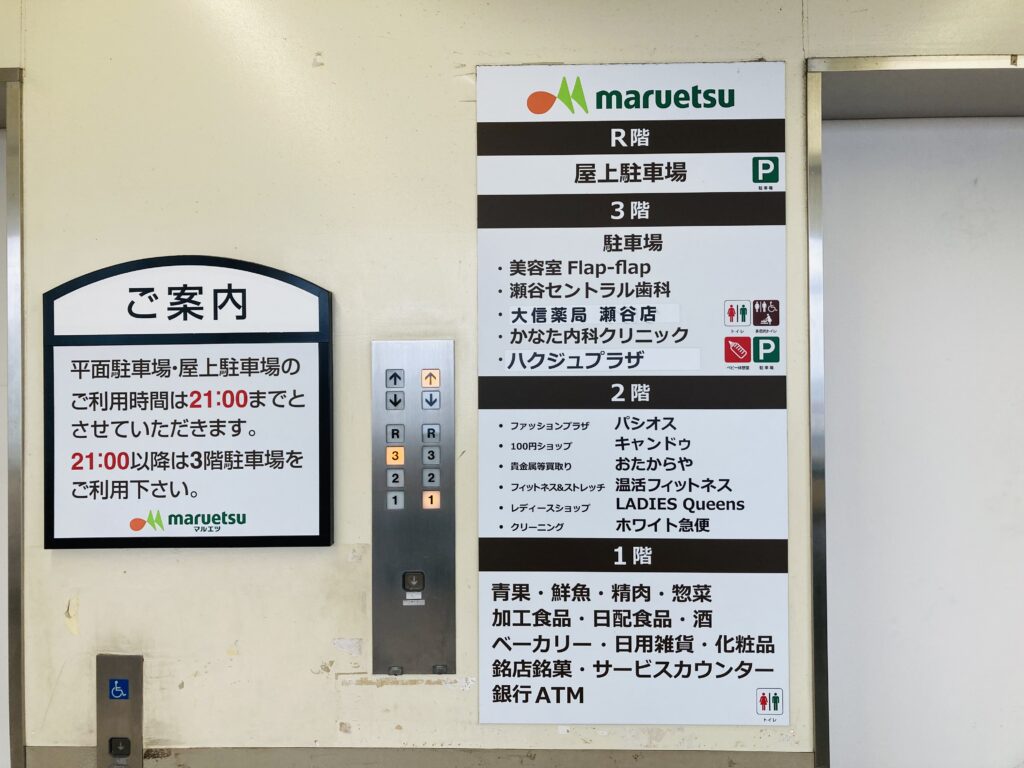 ご案内
平面駐車場・屋上駐車場の
ご利用時間は21:00までと
させていただきます。
21:00以降は3階駐車場を
ご利用下さい。
maruetsu
マルエツ
R R
3 3
2 2
1 1
maruetsu
R階
屋上駐車場
P
駐車場
3階
駐車場
・美容室 Flap-flap
・瀬谷セントラル歯科
・大信薬局 瀬谷店
・かなた内科クリニック
・ハクジュプラザ
トイレ 多目的トイレ
P
ベビー休憩室 駐車場
2階
・ファッションプラザ パシオス
・100円ショップ キャンドゥ
・貴金属等買取り おたからや
・フィットネス&ストレッチ 温活フィットネス
・レディースショップ LADIES Queens
・クリーニング ホワイト急便
1階
青果・鮮魚・精肉・惣菜
加工食品・日配食品・酒
ベーカリー・日用雑貨・化粧品
銘店銘菓・サービスカウンター
銀行ATM
トイレ